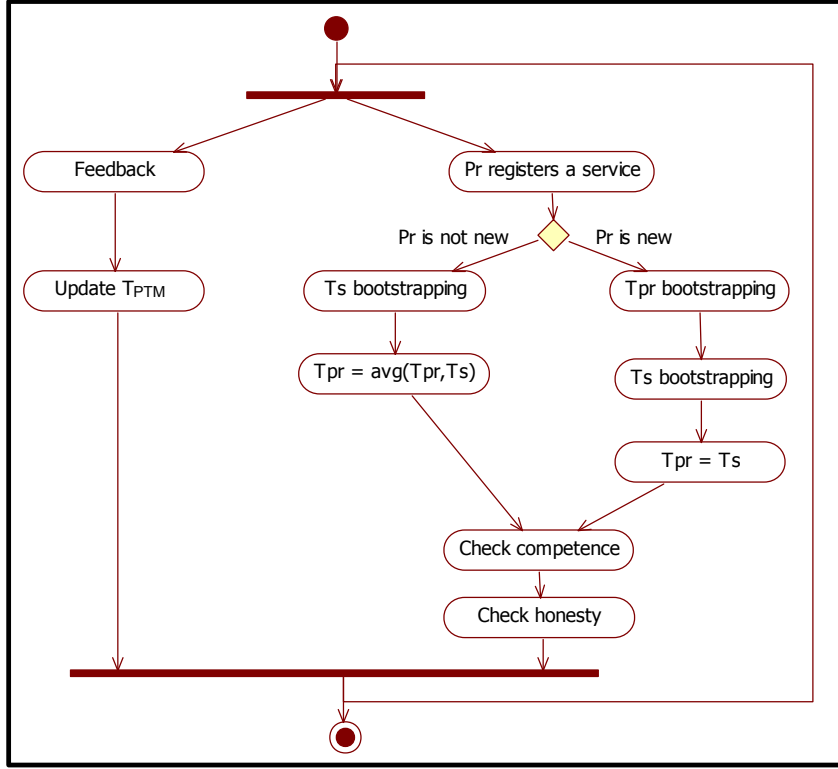 Feedback
Pr registers a service
Pr is not new
Pr is new
Update TPTM
Ts bootstrapping
Tpr bootstrapping
Tpr = avg(Tpr,Ts)
Ts bootstrapping
Tpr = Ts
Check competence
Check honesty